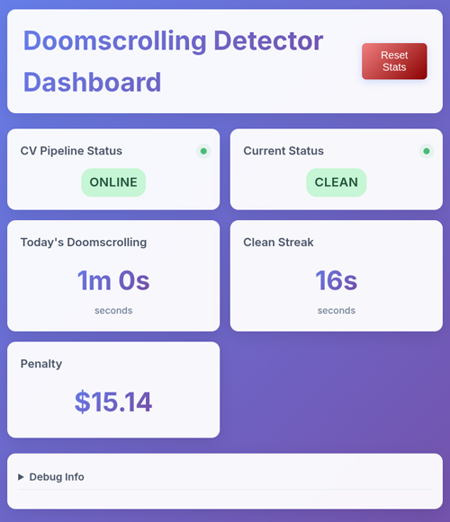 Doomscrolling Detector
Dashboard
Reset
Stats
CV Pipeline Status
ONLINE
Current Status
CLEAN
Today's Doomscrolling
1m 0s
seconds
Clean Streak
16s
seconds
Penalty
$15.14
Debug Info